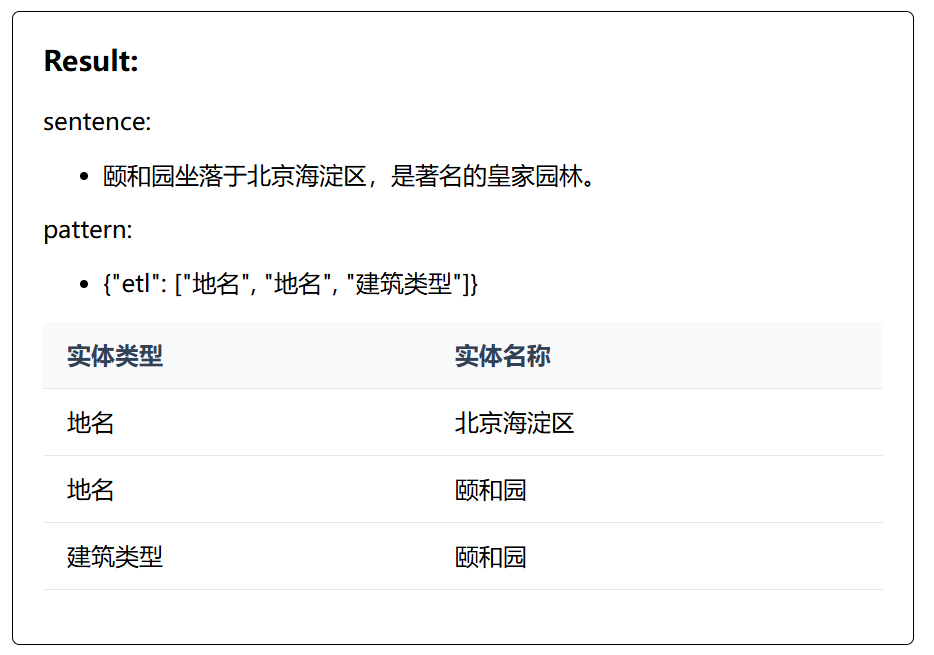 Result:
sentence:
• 颐和园坐落于北京海淀区，是著名的皇家园林。
pattern:
• {"etl": ["地名", "地名", "建筑类型"]}
实体类型 实体名称
地名 北京海淀区
地名 颐和园
建筑类型 颐和园